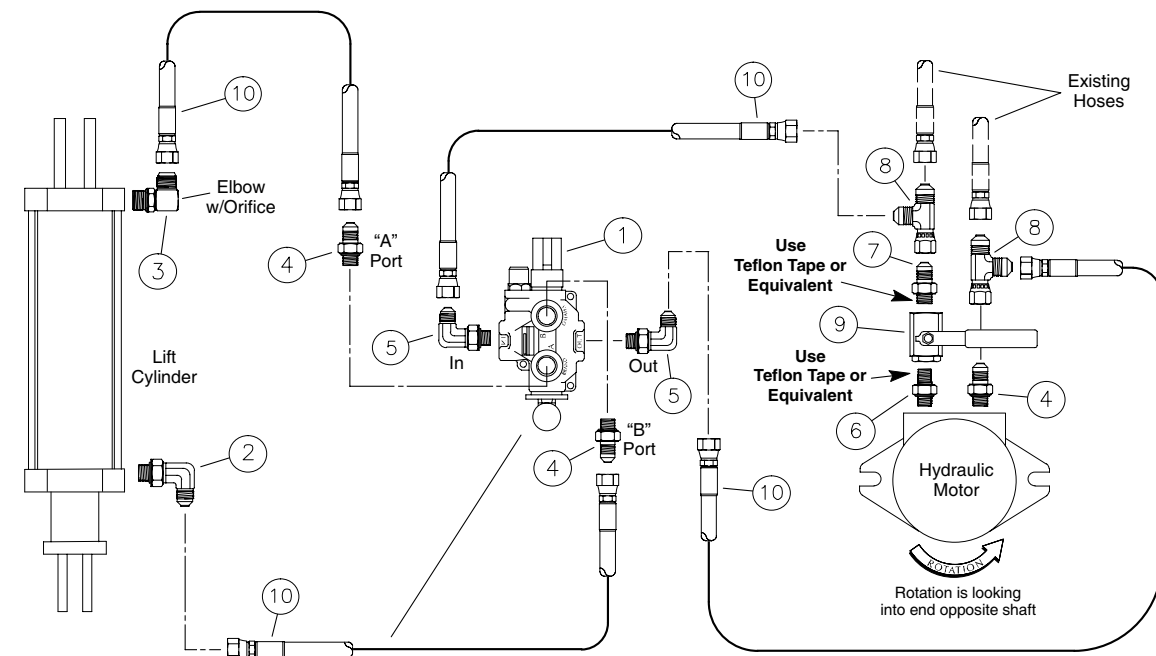 10
10
Existing
Hoses
8
Elbow
w/Orifice
3
4
"A"
Port
1
Use
Teflon Tape or
Equivalent
7
8
5
In
Out
5
9
Lift
Cylinder
Use
Teflon Tape or
Equivalent
6
4
2
4
"B"
Port
10
Hydraulic
Motor
ROTATION
Rotation is looking
into end opposite shaft
10
IN
B
A
OUT